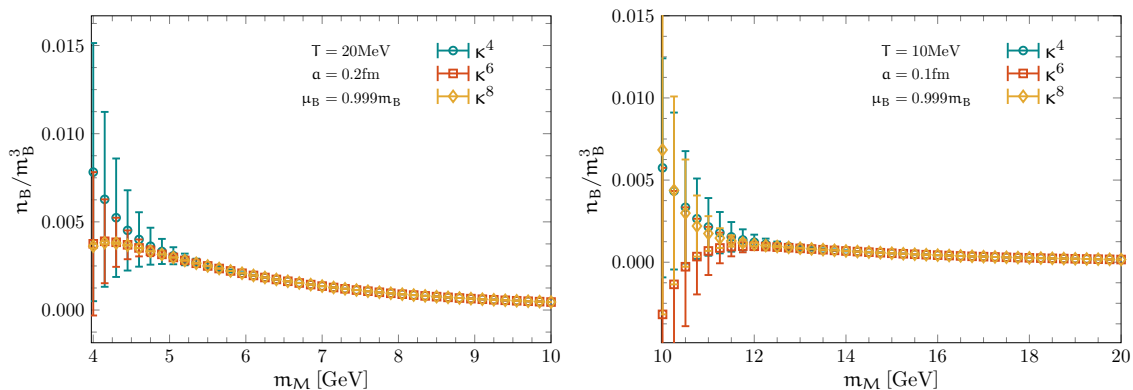 0.015
0.010
0.005
0.000
n_B/m_B^3
T = 20MeV
a = 0.2fm
μ_B = 0.999m_B
κ^4
κ^6
κ^8
4 5 6 7 8 9 10
m_M [GeV]
0.015
0.010
0.005
0.000
n_B/m_B^3
T = 10MeV
a = 0.1fm
μ_B = 0.999m_B
κ^4
κ^6
κ^8
10 12 14 16 18 20
m_M [GeV]